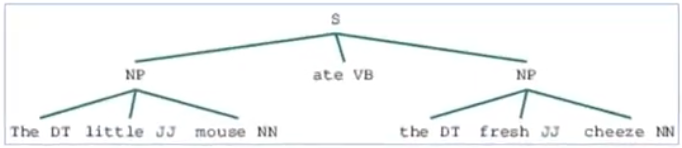 S
NP ate VB NP
The DT little JJ mouse NN the DT fresh JJ cheeze NN